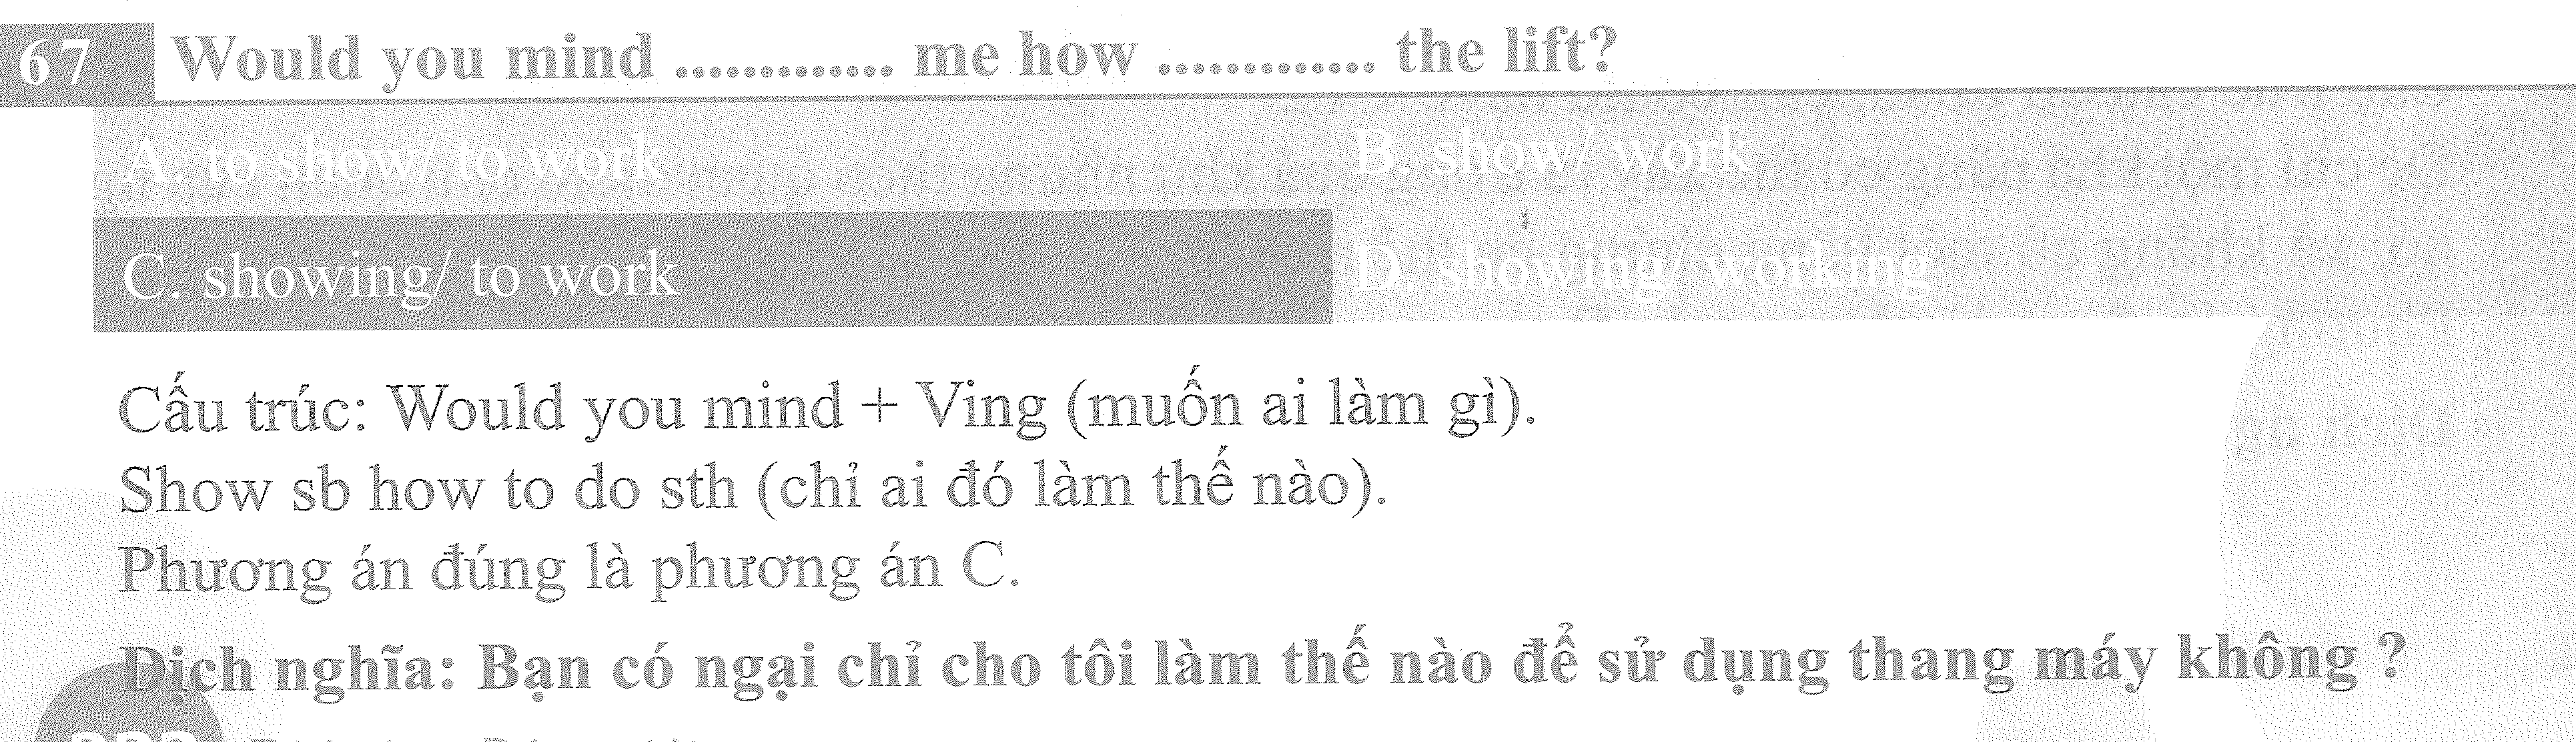 67 Would you mind ............. me how ............. the lift?
A. to show/ to work B. show/ work
C. showing/ to work D. showing/ working
Cấu trúc: Would you mind + Ving (muốn ai làm gì).
Show sb how to do sth (chỉ ai đó làm thế nào).
Phương án đúng là phương án C.
Dịch nghĩa: Bạn có ngại chỉ cho tôi làm thế nào để sử dụng thang máy không ?